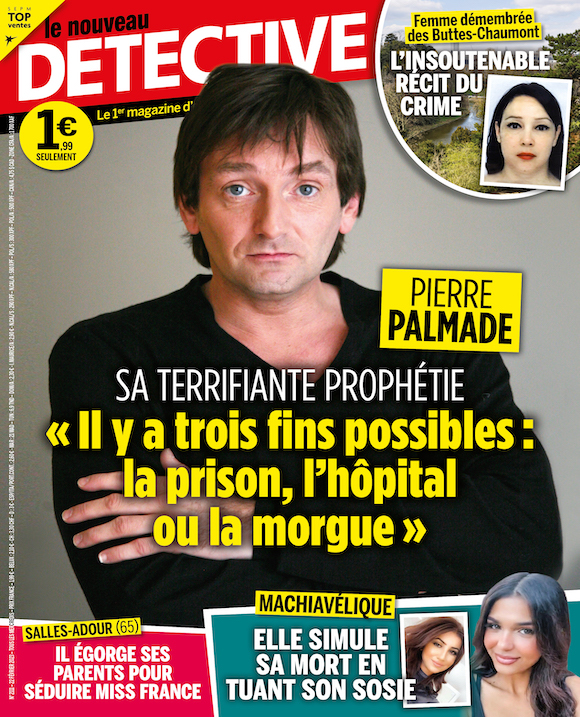 SEPM
TOP
ventes
le nouveau
DETECTIVE
Le 1er magazine d'
1€
,99
SEULEMENT
Femme démembrée
des Buttes-Chaumont
L'INSOUTENABLE
RÉCIT DU
CRIME
PIERRE
PALMADE
SA TERRIFIANTE PROPHÉTIE
« Il y a trois fins possibles :
la prison, l'hôpital
ou la morgue »
SALLES-ADOUR (65)
IL ÉGORGE SES
PARENTS POUR
SÉDUIRE MISS FRANCE
MACHIAVÉLIQUE
ELLE SIMULE
SA MORT EN
TUANT SON SOSIE